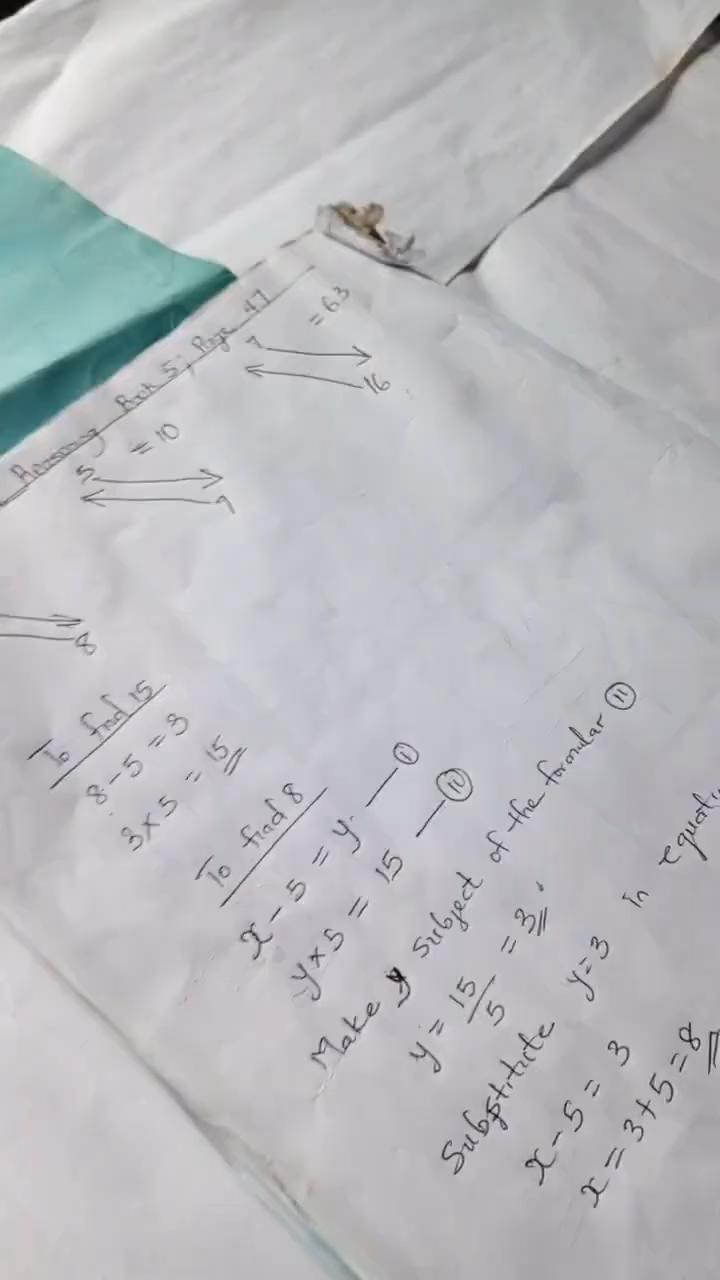 Reasoning Book 5; Page 47
5 = 10
7
7 = 63
16
8
To find 15
8 - 5 = 3
3 x 5 = 15
To find 8
x - 5 = y — (i)
y x 5 = 15 — (ii)
Make y subject of the formular (ii)
y = 15/5 = 3
Substitute y = 3 in equati
x - 5 = 3
x = 3 + 5 = 8